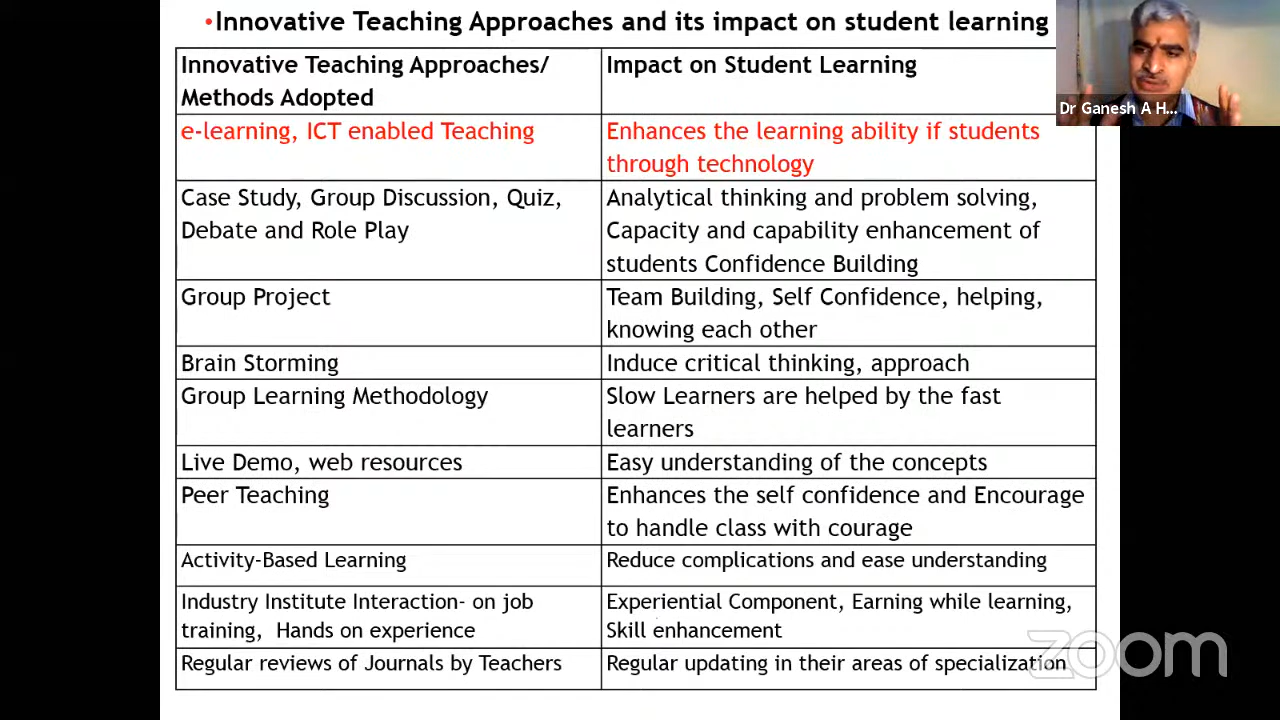 •Innovative Teaching Approaches and its impact on student learning
Innovative Teaching Approaches/
Methods Adopted
Impact on Student Learning
e-learning, ICT enabled Teaching
Enhances the learning ability if students
through technology
Case Study, Group Discussion, Quiz,
Debate and Role Play
Analytical thinking and problem solving,
Capacity and capability enhancement of
students Confidence Building
Group Project
Team Building, Self Confidence, helping,
knowing each other
Brain Storming
Induce critical thinking, approach
Group Learning Methodology
Slow Learners are helped by the fast
learners
Live Demo, web resources
Easy understanding of the concepts
Peer Teaching
Enhances the self confidence and Encourage
to handle class with courage
Activity-Based Learning
Reduce complications and ease understanding
Industry Institute Interaction- on job
training, Hands on experience
Experiential Component, Earning while learning,
Skill enhancement
Regular reviews of Journals by Teachers
Regular updating in their areas of specialization
Dr Ganesh A H...
zoom